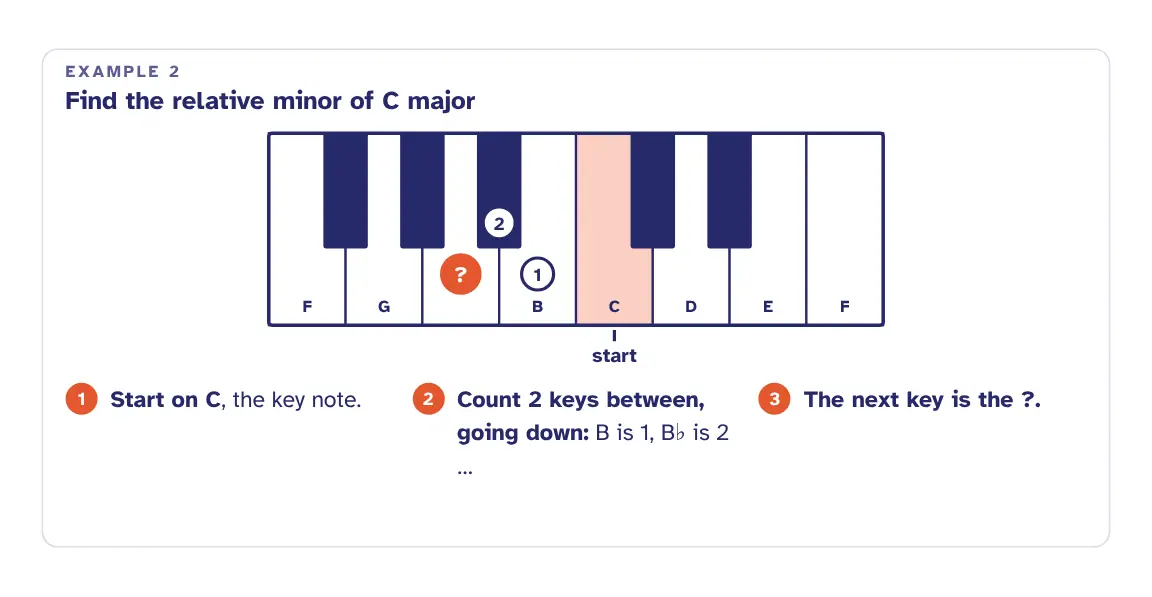 EXAMPLE 2
Find the relative minor of C major
2
?
1
F
G
B
C
D
E
F
start
1 Start on C, the key note.
2 Count 2 keys between,
going down: B is 1, B♭ is 2
...
3 The next key is the ?.